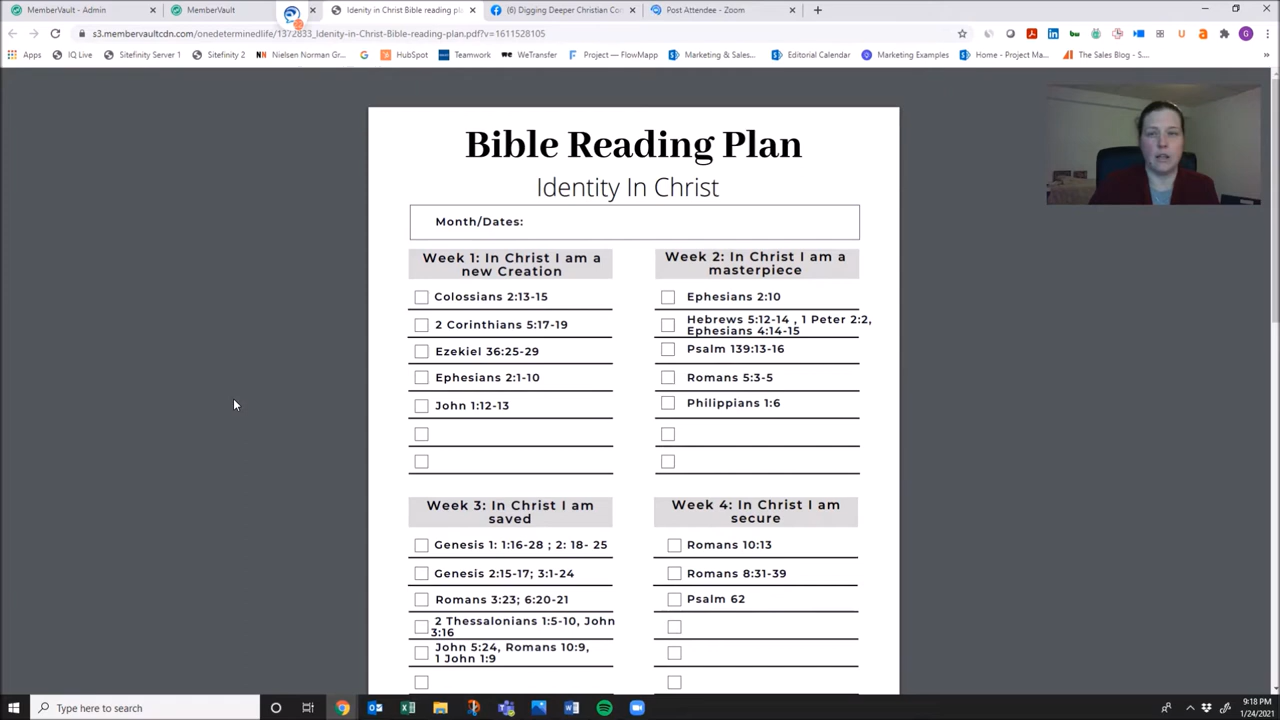 MemberVault - Admin
MemberVault
Idenity in Christ Bible reading pl
(6) Digging Deeper Christian Con
Post Attendee - Zoom
s3.membervaultcdn.com/onedeterminedlife/1372833_Idenity-in-Christ-Bible-reading-plan.pdf?v=1611528105
Apps
IQ Live
Sitefinity Server 1
Sitefinity 2
Nielsen Norman Gr...
HubSpot
Teamwork
WeTransfer
Project — FlowMapp
Marketing & Sales...
Editorial Calendar
Marketing Examples
Home - Project Ma...
The Sales Blog - S...
Bible Reading Plan
Identity In Christ
Month/Dates:
Week 1: In Christ I am a
new Creation
Colossians 2:13-15
2 Corinthians 5:17-19
Ezekiel 36:25-29
Ephesians 2:1-10
John 1:12-13
Week 2: In Christ I am a
masterpiece
Ephesians 2:10
Hebrews 5:12-14 , 1 Peter 2:2,
Ephesians 4:14-15
Psalm 139:13-16
Romans 5:3-5
Philippians 1:6
Week 3: In Christ I am
saved
Genesis 1: 1:16-28 ; 2: 18- 25
Genesis 2:15-17; 3:1-24
Romans 3:23; 6:20-21
2 Thessalonians 1:5-10, John
3:16
John 5:24, Romans 10:9,
1 John 1:9
Week 4: In Christ I am
secure
Romans 10:13
Romans 8:31-39
Psalm 62
Type here to search
9:18 PM
1/24/2021